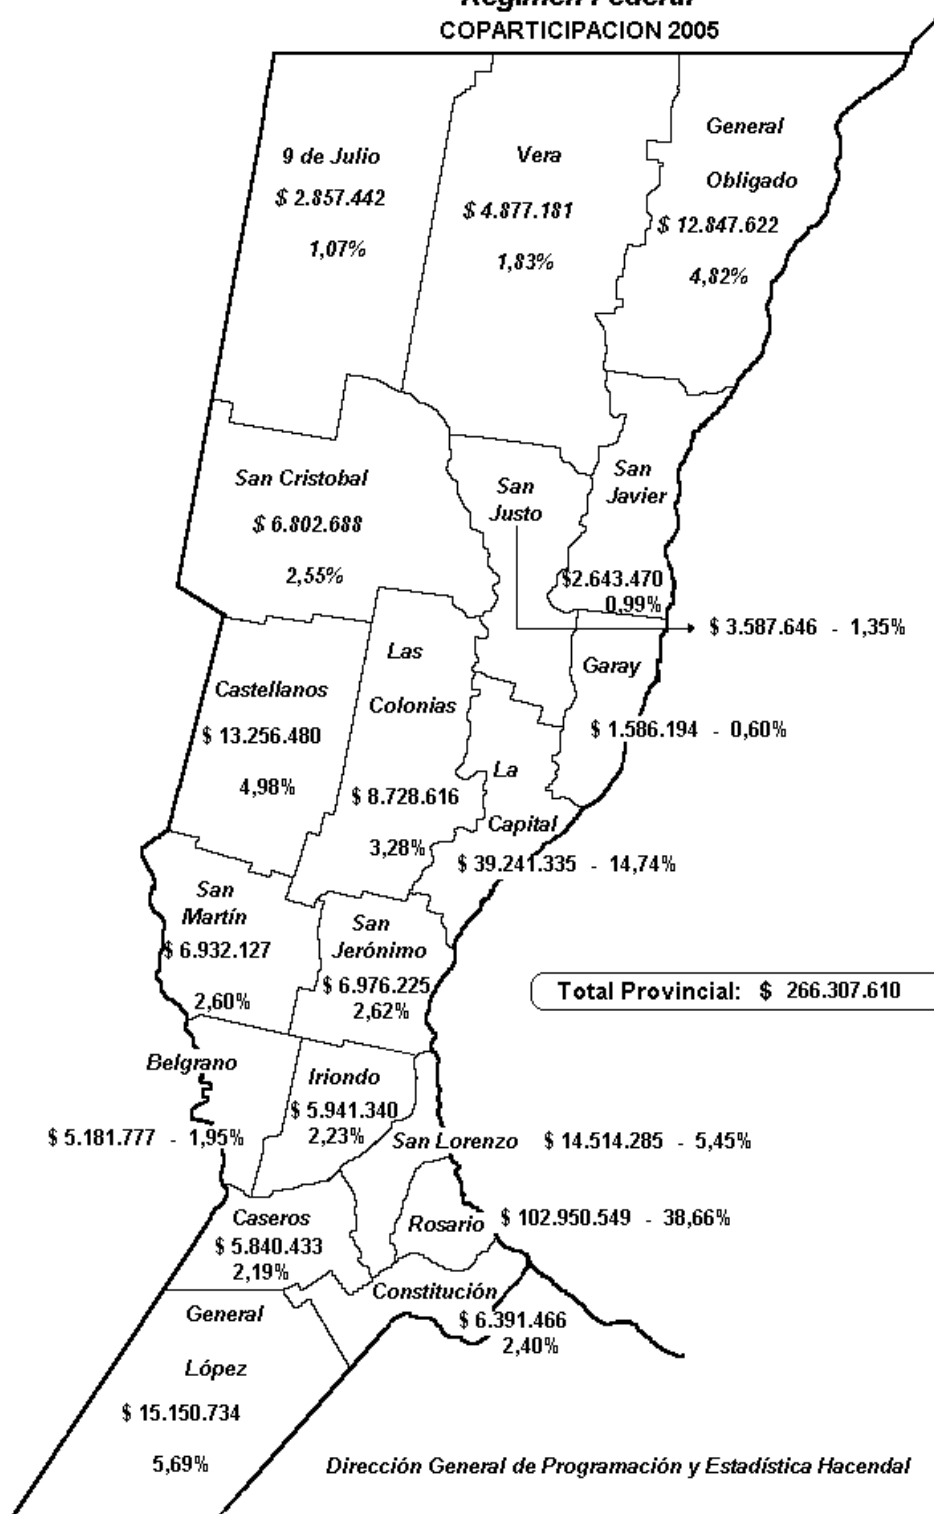 Régimen Federal
COPARTICIPACION 2005
9 de Julio
$ 2.857.442
1,07%
Vera
$ 4.877.181
1,83%
General
Obligado
$ 12.847.622
4,82%
San Cristobal
$ 6.802.688
2,55%
San
Justo
$ 3.587.646 - 1,35%
San
Javier
$2.643.470
0,99%
Castellanos
$ 13.256.480
4,98%
Las
Colonias
$ 8.728.616
3,28%
Garay
$ 1.586.194 - 0,60%
La
Capital
$ 39.241.335 - 14,74%
San
Martín
$ 6.932.127
2,60%
San
Jerónimo
$ 6.976.225
2,62%
Total Provincial: $ 266.307.610
Belgrano
$ 5.181.777 - 1,95%
Iriondo
$ 5.941.340
2,23%
San Lorenzo $ 14.514.285 - 5,45%
Caseros
$ 5.840.433
2,19%
Rosario $ 102.950.549 - 38,66%
Constitución
$ 6.391.466
2,40%
General
López
$ 15.150.734
5,69%
Dirección General de Programación y Estadística Hacendal